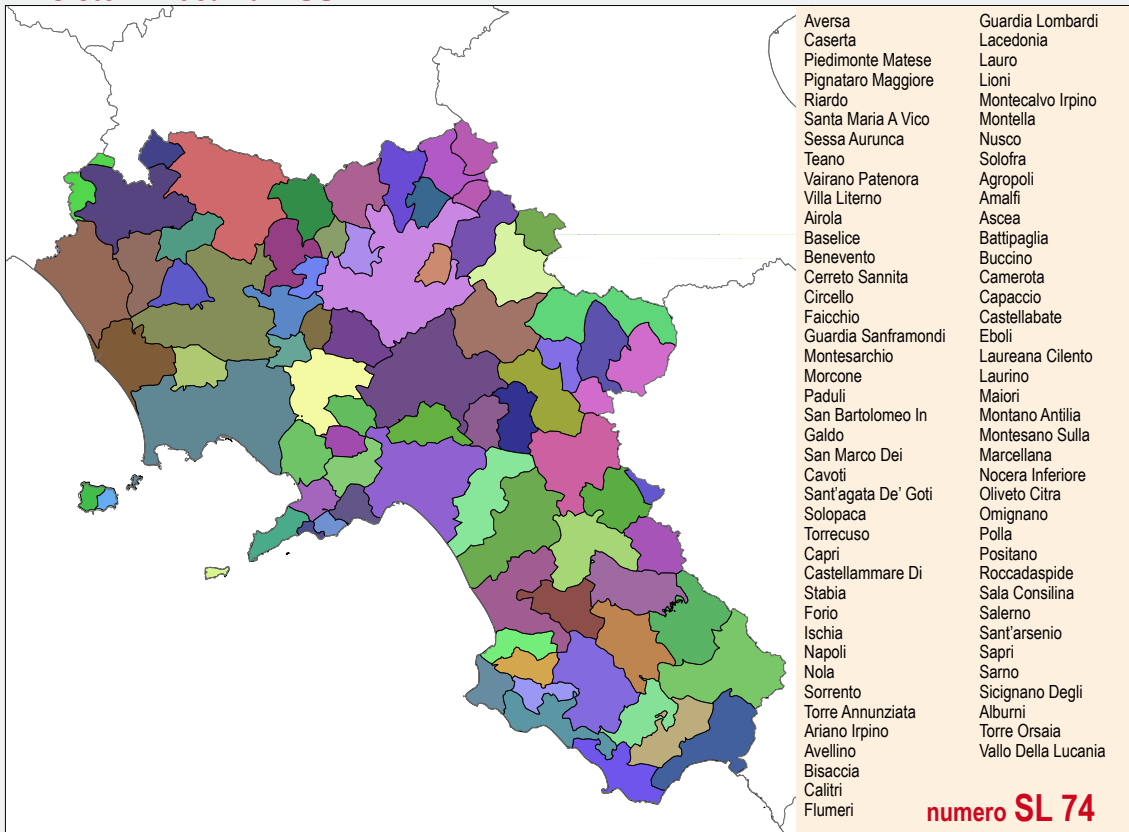 Aversa
Caserta
Piedimonte Matese
Pignataro Maggiore
Riardo
Santa Maria A Vico
Sessa Aurunca
Teano
Vairano Patenora
Villa Literno
Airola
Baselice
Benevento
Cerreto Sannita
Circello
Faicchio
Guardia Sanframondi
Montesarchio
Morcone
Paduli
San Bartolomeo In
Galdo
San Marco Dei
Cavoti
Sant'agata De' Goti
Solopaca
Torrecuso
Capri
Castellammare Di
Stabia
Forio
Ischia
Napoli
Nola
Sorrento
Torre Annunziata
Ariano Irpino
Avellino
Bisaccia
Calitri
Flumeri
Guardia Lombardi
Lacedonia
Lauro
Lioni
Montecalvo Irpino
Montella
Nusco
Solofra
Agropoli
Amalfi
Ascea
Battipaglia
Buccino
Camerota
Capaccio
Castellabate
Eboli
Laureana Cilento
Laurino
Maiori
Montano Antilia
Montesano Sulla
Marcellana
Nocera Inferiore
Oliveto Citra
Omignano
Polla
Positano
Roccadaspide
Sala Consilina
Salerno
Sant'arsenio
Sapri
Sarno
Sicignano Degli
Alburni
Torre Orsaia
Vallo Della Lucania
numero SL 74